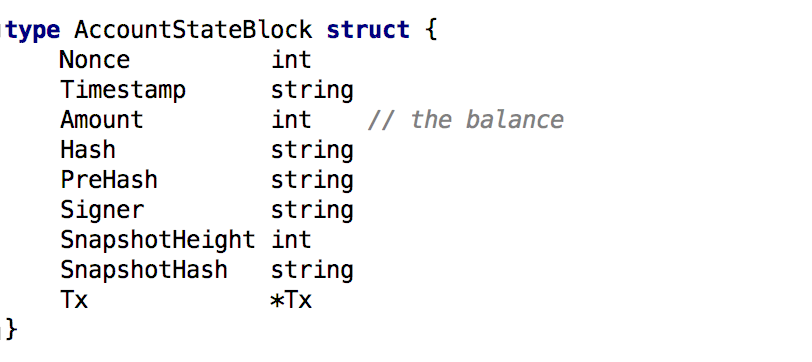 type AccountStateBlock struct {
    Nonce          int
    Timestamp      string
    Amount         int    // the balance
    Hash           string
    PreHash        string
    Signer         string
    SnapshotHeight int
    SnapshotHash   string
    Tx             *Tx
}